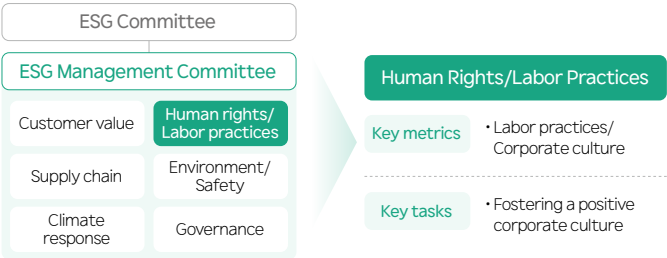 ESG Committee
ESG Management Committee
Customer value
Human rights/
Labor practices
Supply chain
Environment/
Safety
Climate
response
Governance
Human Rights/Labor Practices
Key metrics
• Labor practices/
Corporate culture
Key tasks
• Fostering a positive
corporate culture